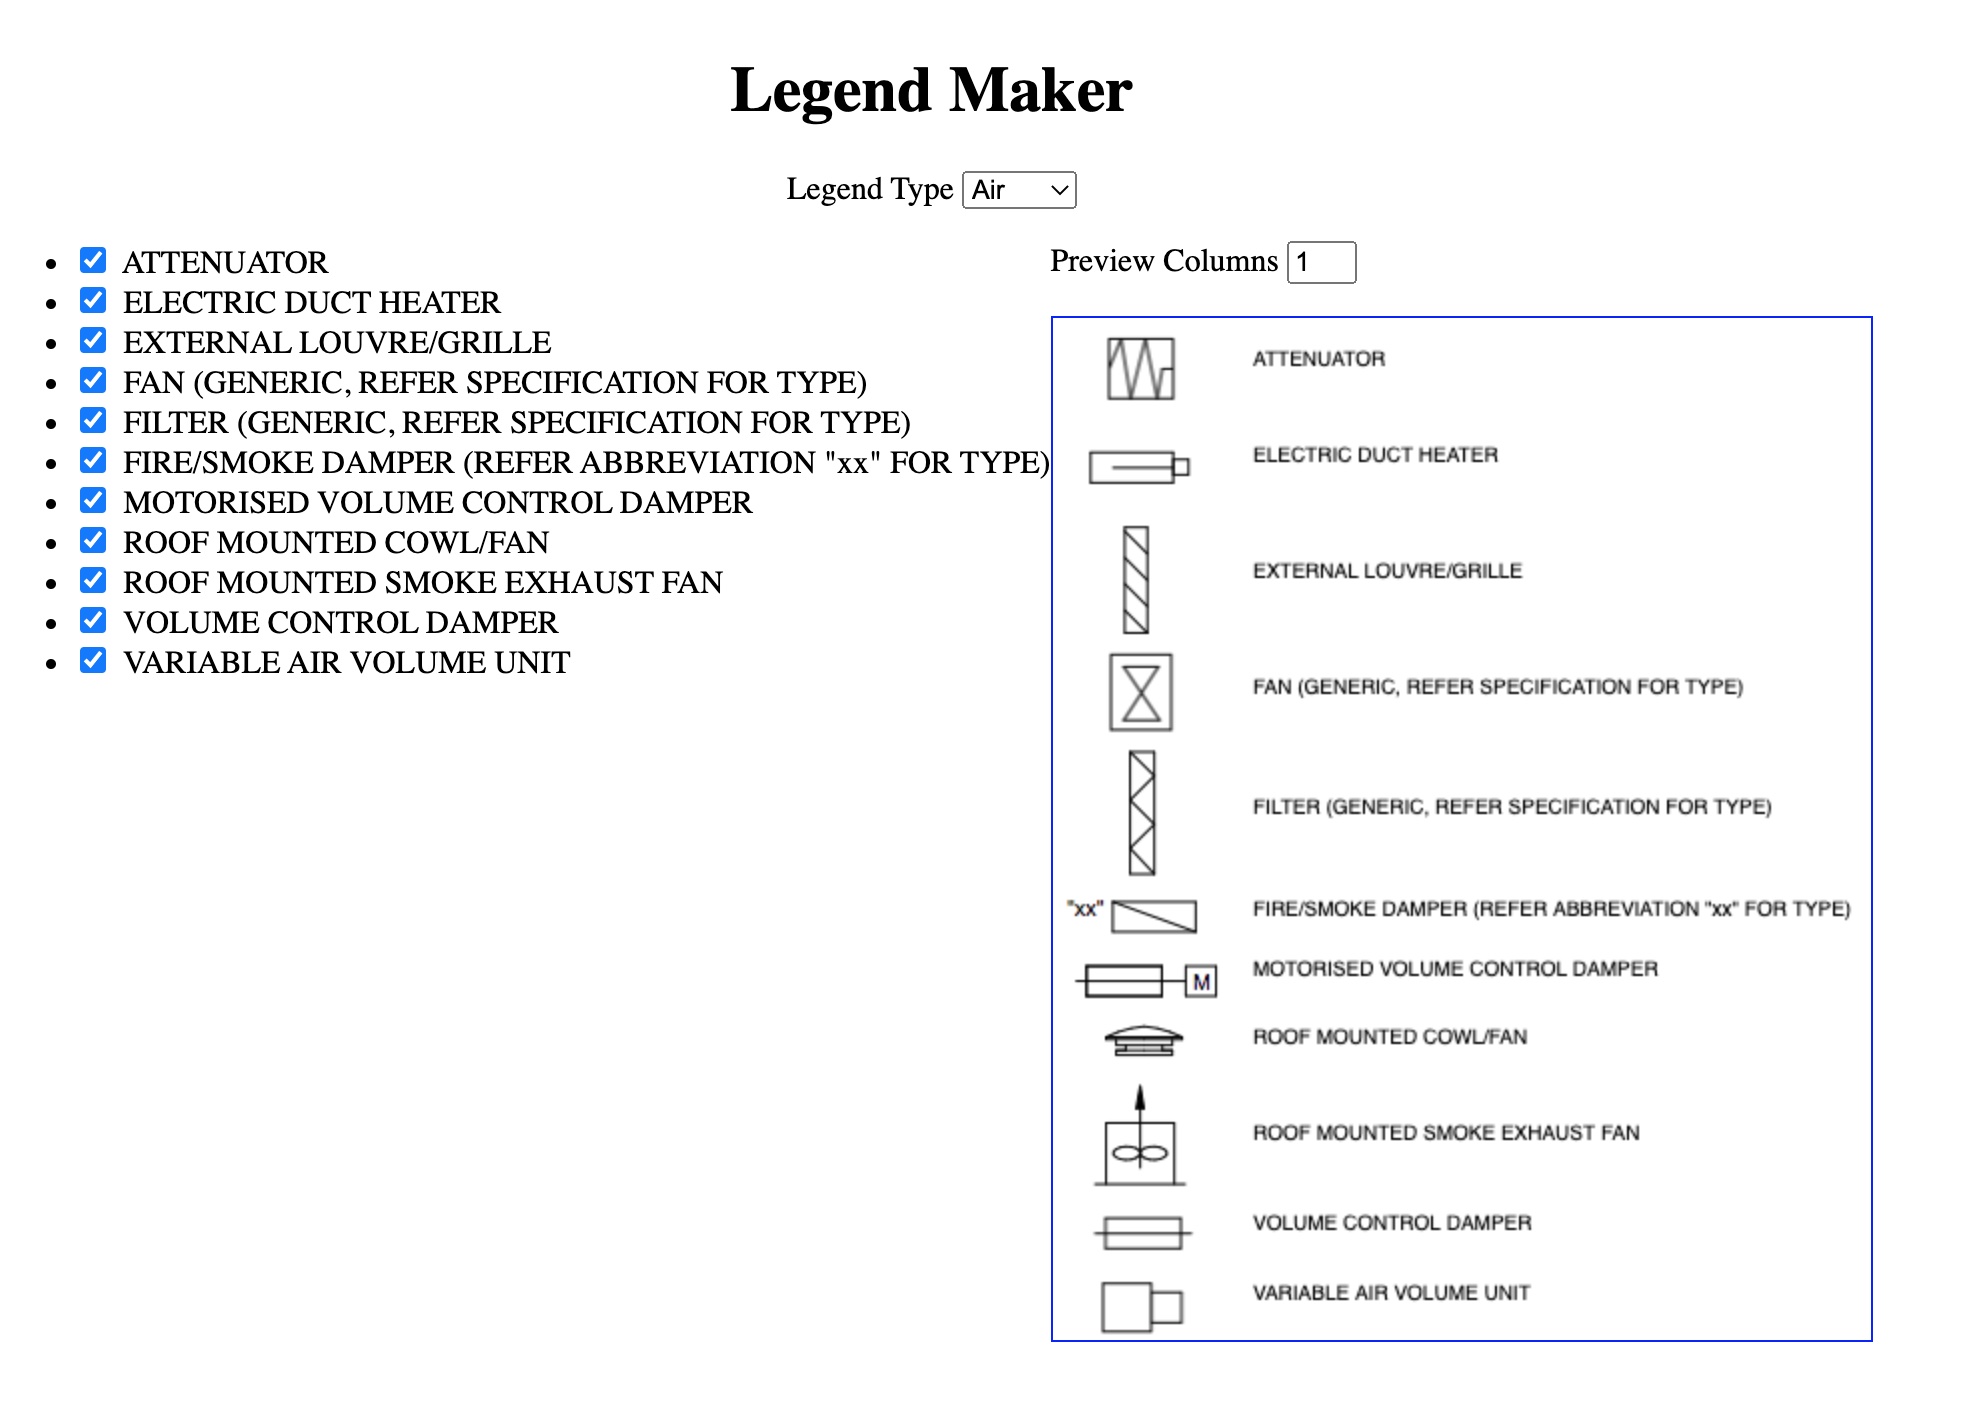 Legend Maker
Legend Type Air
ATTENUATOR
ELECTRIC DUCT HEATER
EXTERNAL LOUVRE/GRILLE
FAN (GENERIC, REFER SPECIFICATION FOR TYPE)
FILTER (GENERIC, REFER SPECIFICATION FOR TYPE)
FIRE/SMOKE DAMPER (REFER ABBREVIATION "xx" FOR TYPE)
MOTORISED VOLUME CONTROL DAMPER
ROOF MOUNTED COWL/FAN
ROOF MOUNTED SMOKE EXHAUST FAN
VOLUME CONTROL DAMPER
VARIABLE AIR VOLUME UNIT
Preview Columns 1
ATTENUATOR
ELECTRIC DUCT HEATER
EXTERNAL LOUVRE/GRILLE
FAN (GENERIC, REFER SPECIFICATION FOR TYPE)
FILTER (GENERIC, REFER SPECIFICATION FOR TYPE)
"xx" FIRE/SMOKE DAMPER (REFER ABBREVIATION "xx" FOR TYPE)
M MOTORISED VOLUME CONTROL DAMPER
ROOF MOUNTED COWL/FAN
ROOF MOUNTED SMOKE EXHAUST FAN
VOLUME CONTROL DAMPER
VARIABLE AIR VOLUME UNIT